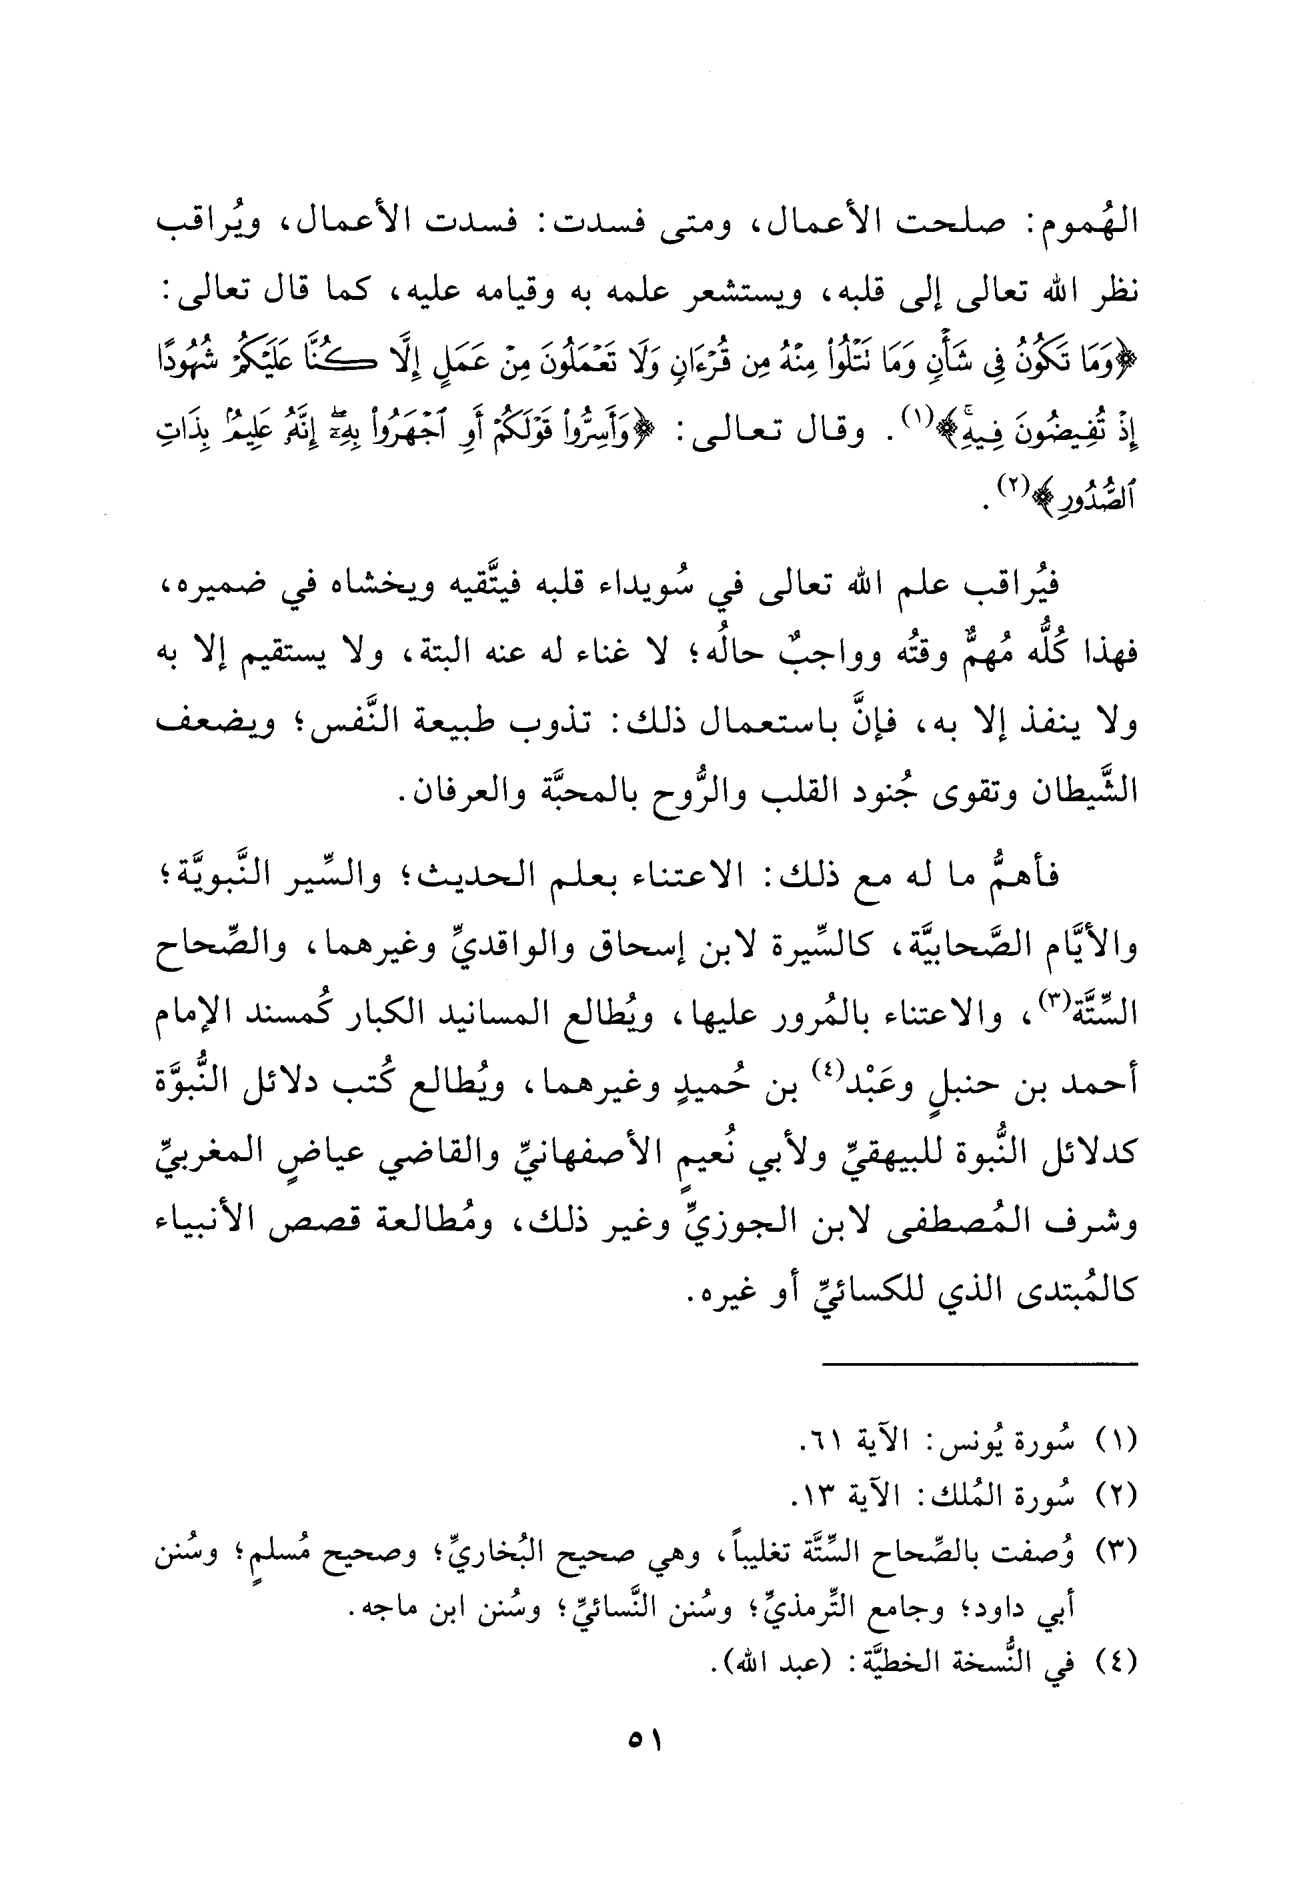 الهُموم: صلحت الأعمال، ومتى فسدت: فسدت الأعمال، ويُراقب
نظر الله تعالى إلى قلبه، ويستشعر علمه به وقيامه عليه، كما قال تعالى:
﴿وَمَا تَكُونُ فِي شَأْنٍ وَمَا تَتْلُوا۟ مِنْهُ مِن قُرْءَانٍ وَلَا تَعْمَلُونَ مِنْ عَمَلٍ إِلَّا كُنَّا عَلَيْكُمْ شُهُودًا
إِذْ تُفِيضُونَ فِيهِۚ﴾(١). وقال تعالى: ﴿وَأَسِرُّوا۟ قَوْلَكُمْ أَوِ ٱجْهَرُوا۟ بِهِۦٓۖ إِنَّهُۥ عَلِيمٌۢ بِذَاتِ
ٱلصُّدُورِ﴾(٢).
فيُراقب علم الله تعالى في سُويداء قلبه فيتَّقيه ويخشاه في ضميره،
فهذا كُلُّه مُهمٌّ وقتُه وواجبٌ حالُه؛ لا غناء له عنه البتة، ولا يستقيم إلا به
ولا ينفذ إلا به، فإنَّ باستعمال ذلك: تذوب طبيعة النَّفس؛ ويضعف
الشَّيطان وتقوى جُنود القلب والرُّوح بالمحبَّة والعرفان.
فأهمُّ ما له مع ذلك: الاعتناء بعلم الحديث؛ والسِّير النَّبويَّة؛
والأيَّام الصَّحابيَّة، كالسِّيرة لابن إسحاق والواقديِّ وغيرهما، والصِّحاح
السِّتَّة(٣)، والاعتناء بالمُرور عليها، ويُطالع المسانيد الكبار كُمسند الإمام
أحمد بن حنبلٍ وعَبْد(٤) بن حُميدٍ وغيرهما، ويُطالع كُتب دلائل النُّبوَّة
كدلائل النُّبوة للبيهقيِّ ولأبي نُعيمٍ الأصفهانيِّ والقاضي عياضٍ المغربيِّ
وشرف المُصطفى لابن الجوزيِّ وغير ذلك، ومُطالعة قصص الأنبياء
كالمُبتدى الذي للكسائيِّ أو غيره.
(١) سُورة يُونس: الآية ٦١.
(٢) سُورة المُلك: الآية ١٣.
(٣) وُصفت بالصِّحاح السِّتَّة تغليباً، وهي صحيح البُخاريِّ؛ وصحيح مُسلمٍ؛ وسُنن
أبي داود؛ وجامع التِّرمذيِّ؛ وسُنن النَّسائيِّ؛ وسُنن ابن ماجه.
(٤) في النُّسخة الخطيَّة: (عبد الله).
٥١